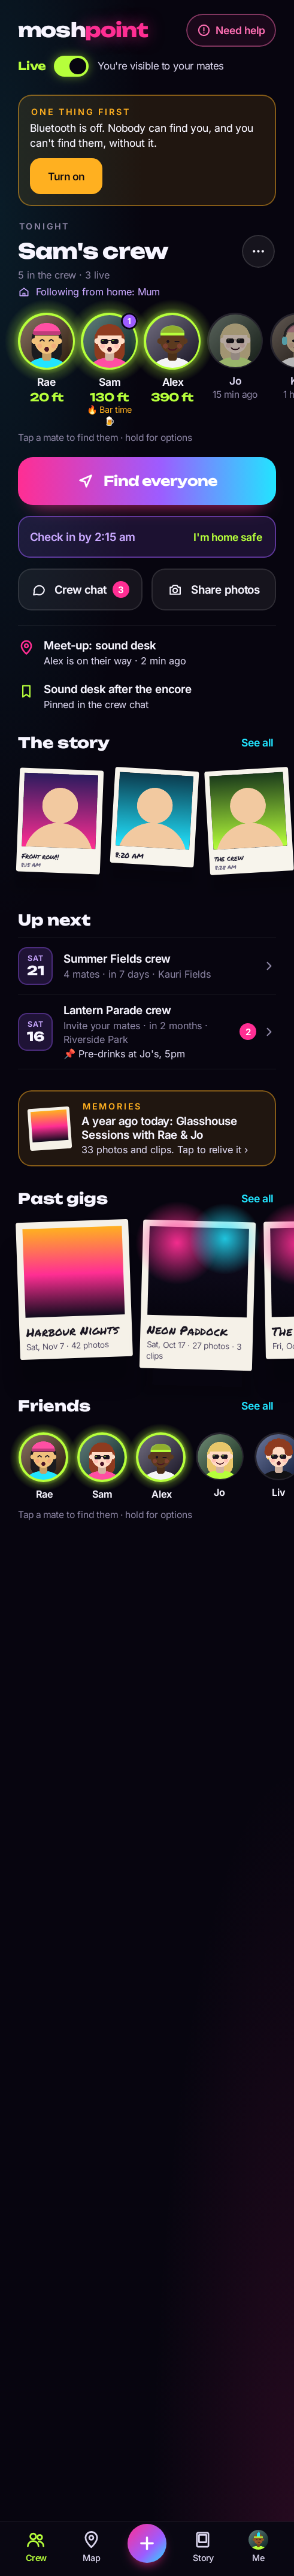 moshpoint
Need help
Live
You're visible to your mates
ONE THING FIRST
Bluetooth is off. Nobody can find you, and you
can't find them, without it.
Turn on
TONIGHT
Sam's crew
5 in the crew · 3 live
Following from home: Mum
1
Rae
Sam
Alex
Jo
20 ft
130 ft
390 ft
15 min ago
1 h
🔥 Bar time
🍺
Tap a mate to find them · hold for options
Find everyone
Check in by 2:15 am
I'm home safe
Crew chat
3
Share photos
Meet-up: sound desk
Alex is on their way · 2 min ago
Sound desk after the encore
Pinned in the crew chat
The story
See all
Front row!!
8:15 AM
8:20 AM
The crew
8:28 AM
Up next
SAT
21
Summer Fields crew
4 mates · in 7 days · Kauri Fields
SAT
16
Lantern Parade crew
Invite your mates · in 2 months ·
Riverside Park
📌 Pre-drinks at Jo's, 5pm
2
MEMORIES
A year ago today: Glasshouse
Sessions with Rae & Jo
33 photos and clips. Tap to relive it ›
Past gigs
See all
Harbour Nights
Sat, Nov 7 · 42 photos
Neon Paddock
Sat, Oct 17 · 27 photos · 3
clips
The
Fri, Oc
Friends
See all
Rae
Sam
Alex
Jo
Liv
Tap a mate to find them · hold for options
Crew
Map
Story
Me